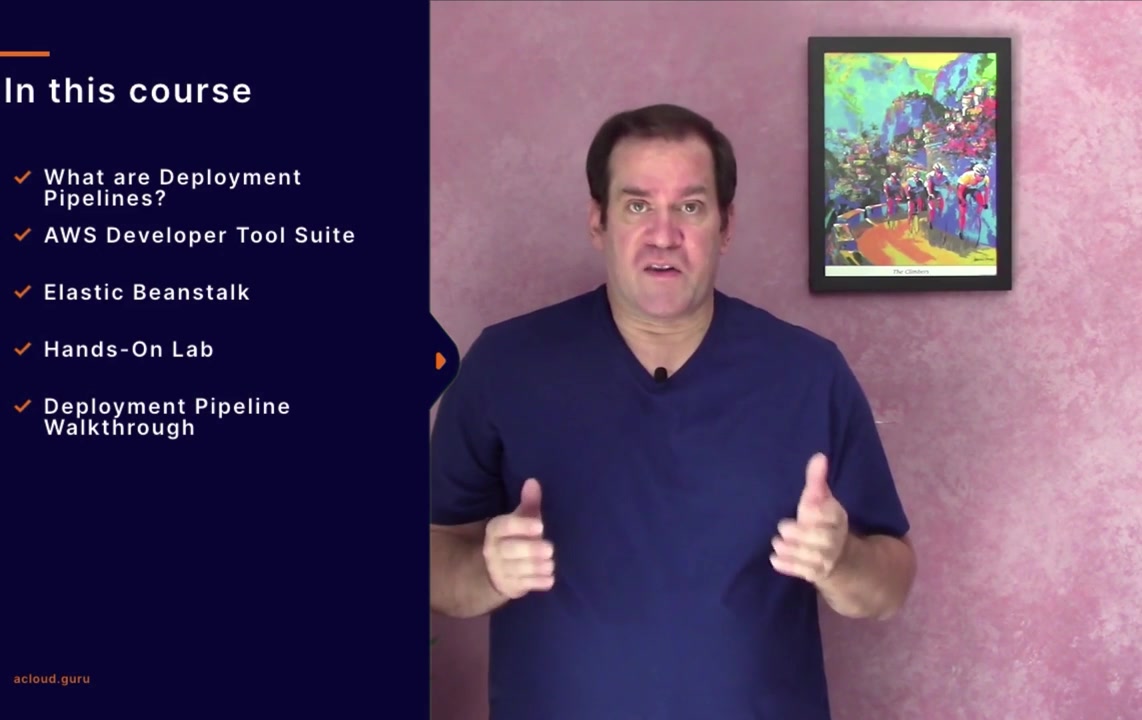 In this course
What are Deployment
Pipelines?
AWS Developer Tool Suite
Elastic Beanstalk
Hands-On Lab
Deployment Pipeline
Walkthrough
acloud.guru
The Climbers